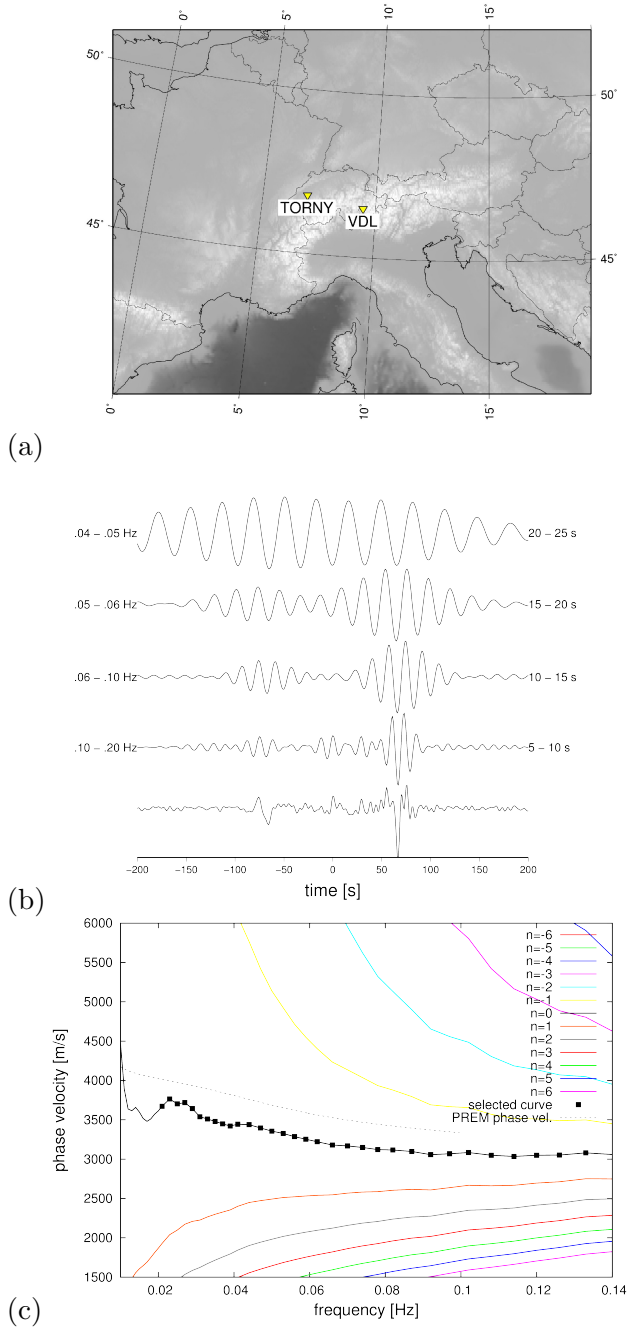 0° 5° 10° 15°
50° 50°
TORNY
VDL
45° 45°
0° 5° 10° 15°
(a)
.04 – .05 Hz 20 – 25 s
.05 – .06 Hz 15 – 20 s
.06 – .10 Hz 10 – 15 s
.10 – .20 Hz 5 – 10 s
−200 −150 −100 −50 0 50 100 150 200
time [s]
(b)
6000
5500
5000
4500
4000
3500
3000
2500
2000
1500
phase velocity [m/s]
n=-6
n=-5
n=-4
n=-3
n=-2
n=-1
n=0
n=1
n=2
n=3
n=4
n=5
n=6
selected curve
PREM phase vel.
0.02 0.04 0.06 0.08 0.1 0.12 0.14
frequency [Hz]
(c)